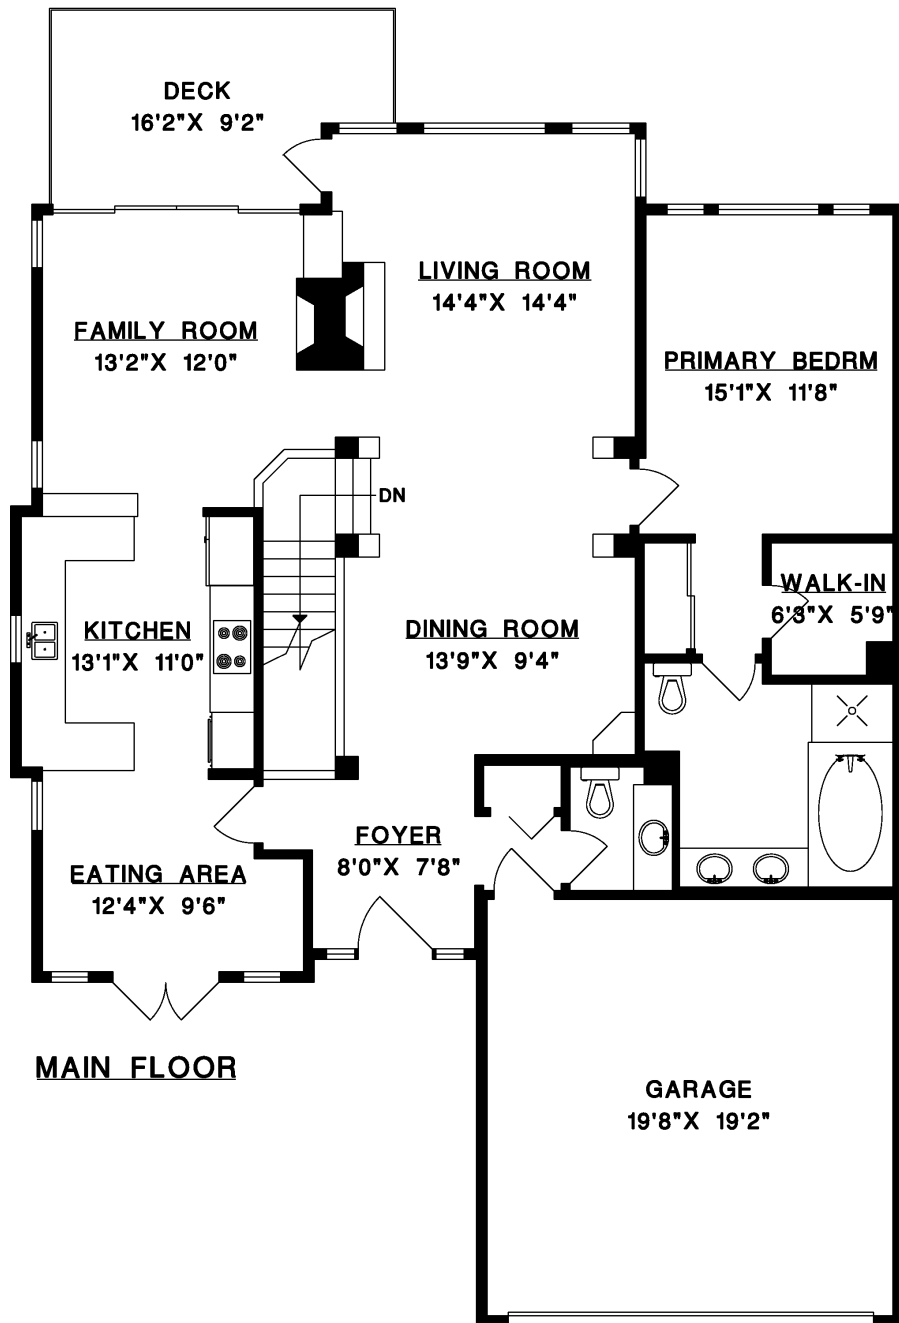 DECK
16'2"X 9'2"
LIVING ROOM
14'4"X 14'4"
FAMILY ROOM
13'2"X 12'0"
PRIMARY BEDRM
15'1"X 11'8"
DN
WALK-IN
6'3"X 5'9"
KITCHEN
13'1"X 11'0"
DINING ROOM
13'9"X 9'4"
FOYER
8'0"X 7'8"
EATING AREA
12'4"X 9'6"
MAIN FLOOR
GARAGE
19'8"X 19'2"